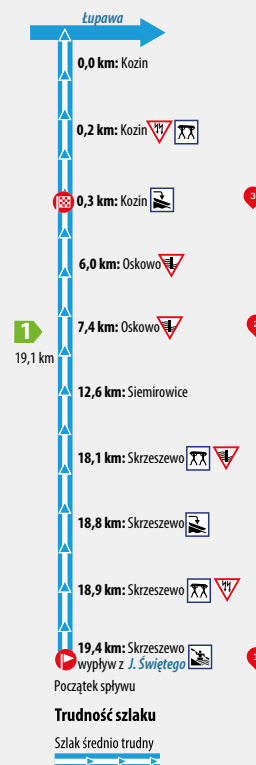 Łupawa
0,0 km: Kozin
0,2 km: Kozin
0,3 km: Kozin
3
6,0 km: Oskowo
7,4 km: Oskowo
1
19,1 km
12,6 km: Siemirowice
18,1 km: Skrzeszewo
18,8 km: Skrzeszewo
18,9 km: Skrzeszewo
19,4 km: Skrzeszewo
wypływ z J. Świętego
Początek spływu
Trudność szlaku
Szlak średnio trudny